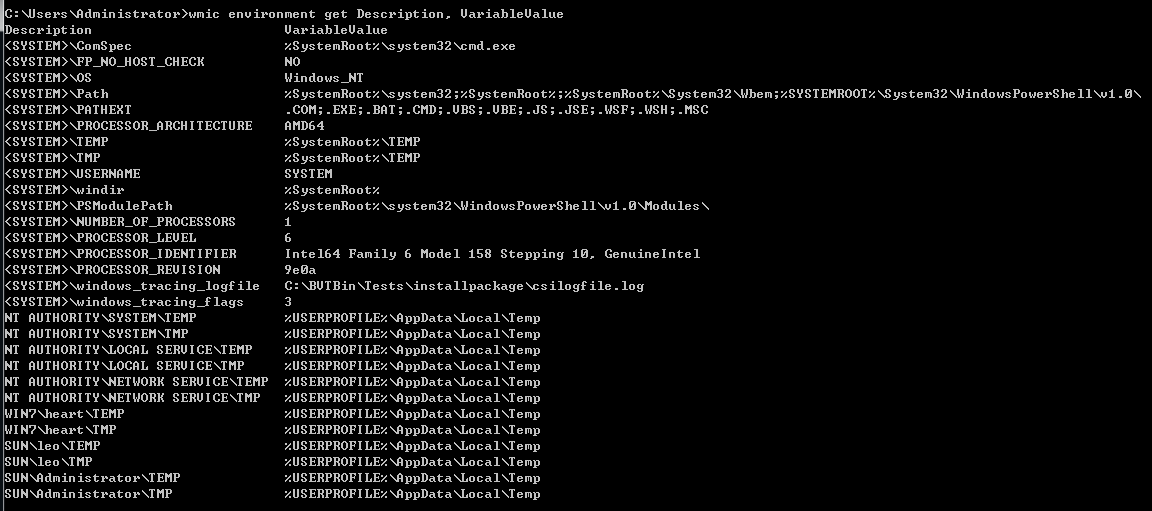 C:\Users\Administrator>wmic environment get Description, VariableValue
Description                      VariableValue
<SYSTEM>\ComSpec                 %SystemRoot%\system32\cmd.exe
<SYSTEM>\FP_NO_HOST_CHECK        NO
<SYSTEM>\OS                      Windows_NT
<SYSTEM>\Path                    %SystemRoot%\system32;%SystemRoot%;%SystemRoot%\System32\Wbem;%SYSTEMROOT%\System32\WindowsPowerShell\v1.0\
<SYSTEM>\PATHEXT                 .COM;.EXE;.BAT;.CMD;.VBS;.VBE;.JS;.JSE;.WSF;.WSH;.MSC
<SYSTEM>\PROCESSOR_ARCHITECTURE  AMD64
<SYSTEM>\TEMP                    %SystemRoot%\TEMP
<SYSTEM>\TMP                     %SystemRoot%\TEMP
<SYSTEM>\USERNAME                SYSTEM
<SYSTEM>\windir                  %SystemRoot%
<SYSTEM>\PSModulePath            %SystemRoot%\system32\WindowsPowerShell\v1.0\Modules\
<SYSTEM>\NUMBER_OF_PROCESSORS    1
<SYSTEM>\PROCESSOR_LEVEL         6
<SYSTEM>\PROCESSOR_IDENTIFIER    Intel64 Family 6 Model 158 Stepping 10, GenuineIntel
<SYSTEM>\PROCESSOR_REVISION      9e0a
<SYSTEM>\windows_tracing_logfile C:\BVTBin\Tests\installpackage\csilogfile.log
<SYSTEM>\windows_tracing_flags   3
NT AUTHORITY\SYSTEM\TEMP         %USERPROFILE%\AppData\Local\Temp
NT AUTHORITY\SYSTEM\TMP          %USERPROFILE%\AppData\Local\Temp
NT AUTHORITY\LOCAL SERVICE\TEMP  %USERPROFILE%\AppData\Local\Temp
NT AUTHORITY\LOCAL SERVICE\TMP   %USERPROFILE%\AppData\Local\Temp
NT AUTHORITY\NETWORK SERVICE\TEMP  %USERPROFILE%\AppData\Local\Temp
NT AUTHORITY\NETWORK SERVICE\TMP   %USERPROFILE%\AppData\Local\Temp
WIN7\heart\TEMP                  %USERPROFILE%\AppData\Local\Temp
WIN7\heart\TMP                   %USERPROFILE%\AppData\Local\Temp
SUN\leo\TEMP                     %USERPROFILE%\AppData\Local\Temp
SUN\leo\TMP                      %USERPROFILE%\AppData\Local\Temp
SUN\Administrator\TEMP           %USERPROFILE%\AppData\Local\Temp
SUN\Administrator\TMP            %USERPROFILE%\AppData\Local\Temp